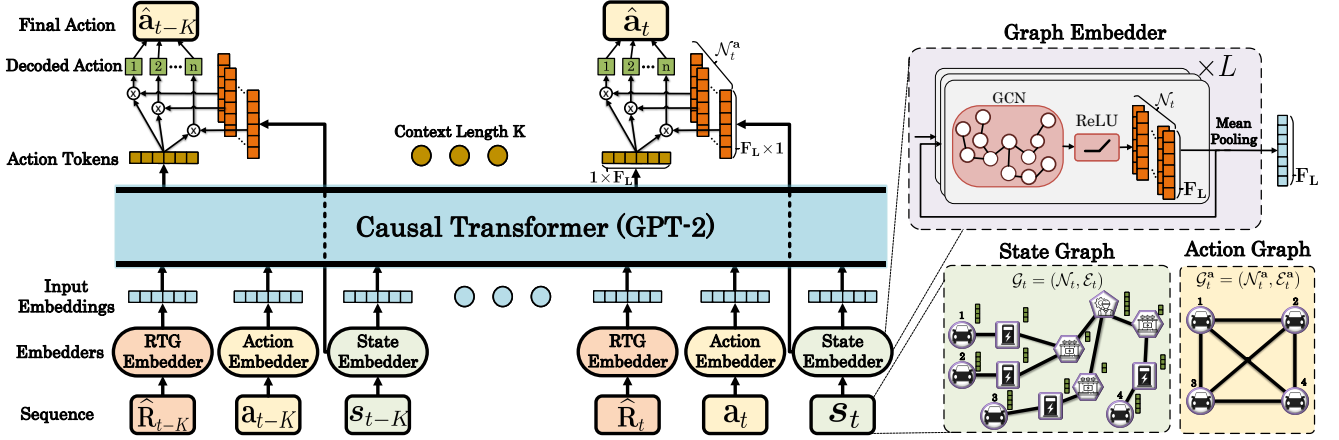 Final Action
â_{t−K}
â_t
Graph Embedder
Decoded Action
1 2 ... n
1 2 ... n
𝒩_t^a
×L
GCN
ReLU
𝒩_t
Mean
Pooling
Context Length K
Action Tokens
F_L×1
1×F_L
F_L
F_L
Causal Transformer (GPT-2)
State Graph
Action Graph
𝒢_t = (𝒩_t, ℰ_t)
𝒢_t^a = (𝒩_t^a, ℰ_t^a)
Input
Embeddings
Embedders
RTG
Embedder
Action
Embedder
State
Embedder
RTG
Embedder
Action
Embedder
State
Embedder
1
2
3
4
1
2
3
4
Sequence
R̂_{t−K}
a_{t−K}
s_{t−K}
R̂_t
a_t
s_t
x
x
x
x
x
x